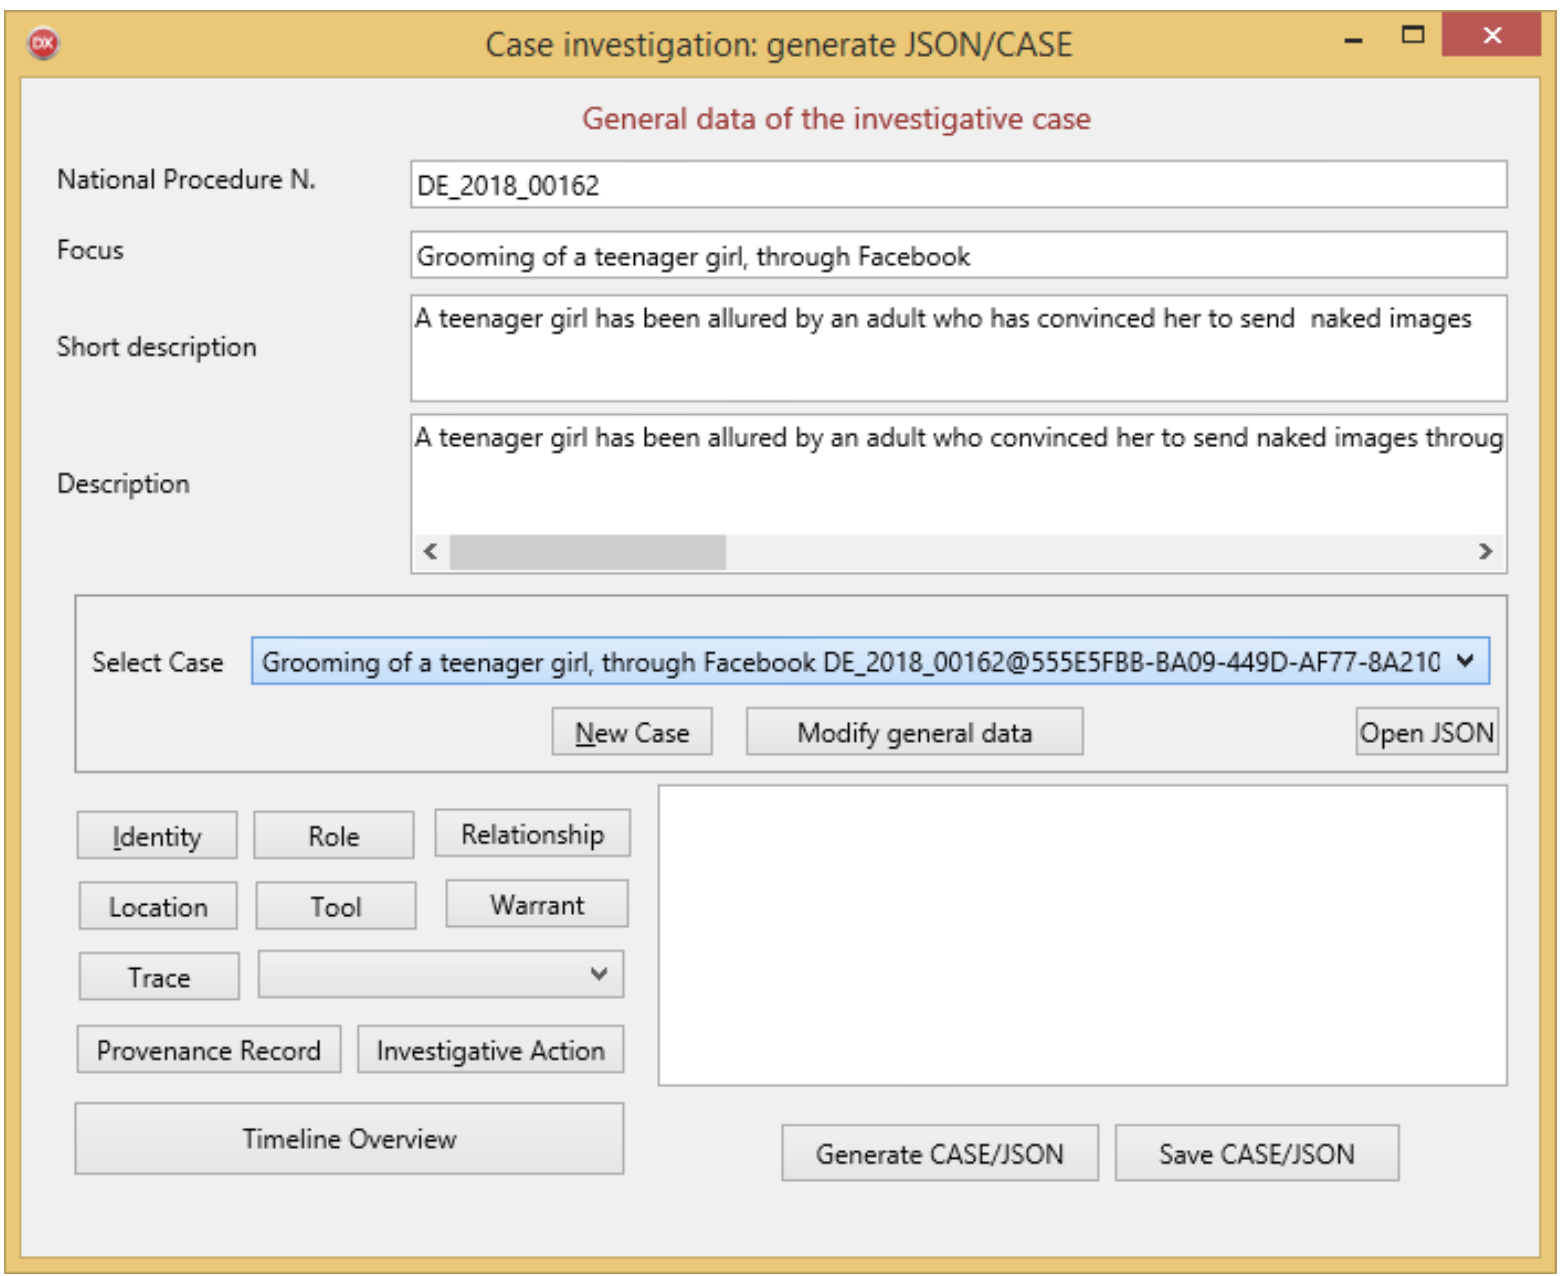 DX
Case investigation: generate JSON/CASE
General data of the investigative case
National Procedure N.
DE_2018_00162
Focus
Grooming of a teenager girl, through Facebook
Short description
A teenager girl has been allured by an adult who has convinced her to send  naked images
Description
A teenager girl has been allured by an adult who convinced her to send naked images throug
Select Case
Grooming of a teenager girl, through Facebook DE_2018_00162@555E5FBB-BA09-449D-AF77-8A210
New Case
Modify general data
Open JSON
Identity
Role
Relationship
Location
Tool
Warrant
Trace
Provenance Record
Investigative Action
Timeline Overview
Generate CASE/JSON
Save CASE/JSON